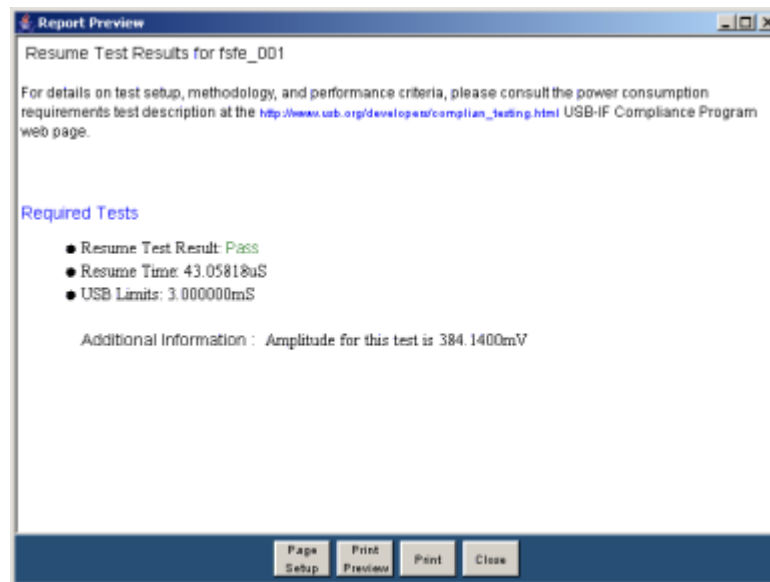 Report Preview
Resume Test Results for fsfe_001
For details on test setup, methodology, and performance criteria, please consult the power consumption
requirements test description at the http://www.usb.org/developers/complian_testing.html USB-IF Compliance Program
web page.
Required Tests
Resume Test Result: Pass
Resume Time: 43.05818uS
USB Limits: 3.000000mS
Additional Information : Amplitude for this test is 384.1400mV
Page Setup
Print Preview
Print
Close